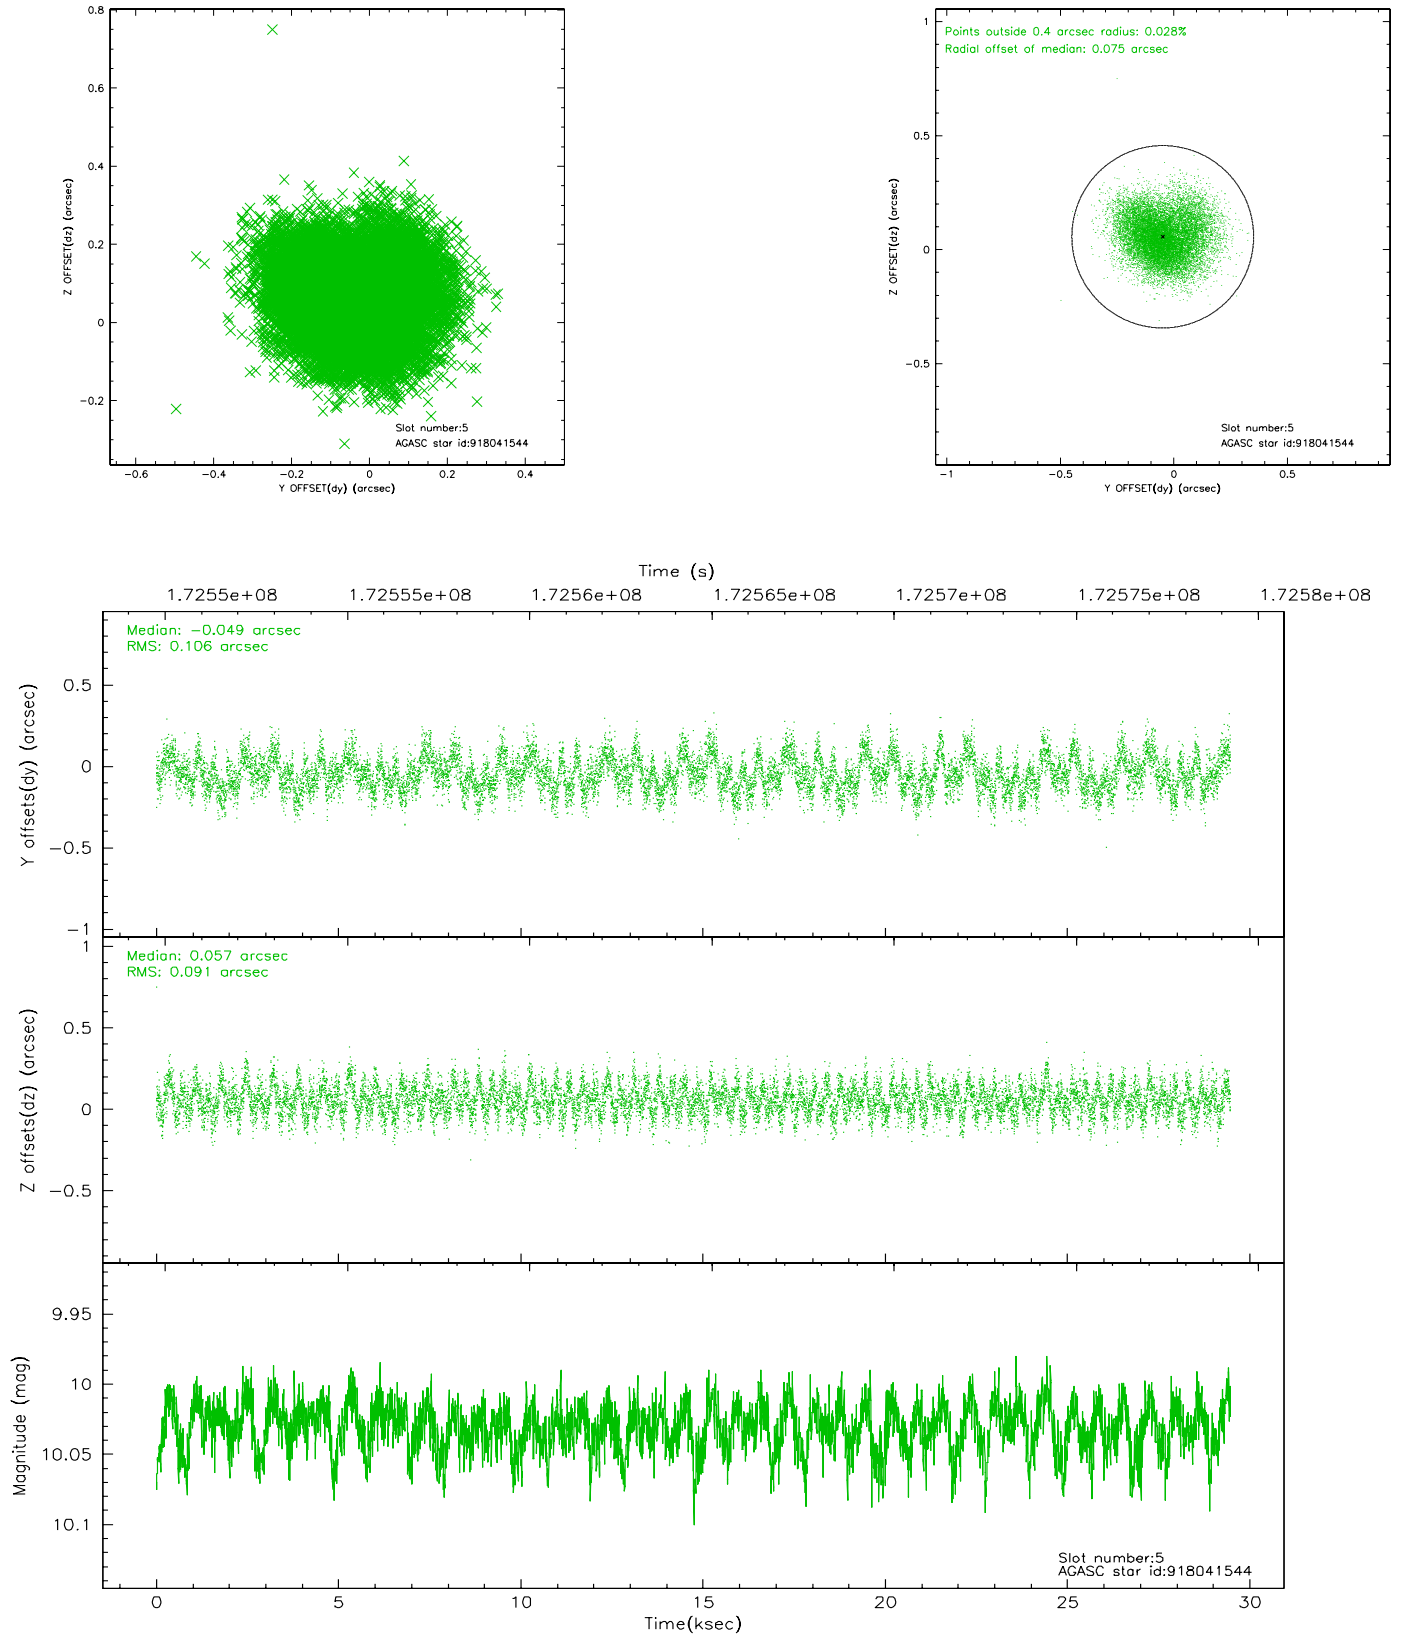 0.8
0.6
0.4
0.2
0
−0.2
−0.6
−0.4
−0.2
0
0.2
0.4
Z OFFSET(dz) (arcsec)
Y OFFSET(dy) (arcsec)
Slot number:5
AGASC star id:918041544
Points outside 0.4 arcsec radius: 0.028%
Radial offset of median: 0.075 arcsec
1
0.5
0
−0.5
−1
−0.5
0
0.5
Z OFFSET(dz) (arcsec)
Y OFFSET(dy) (arcsec)
Slot number:5
AGASC star id:918041544
Time (s)
1.7255e+08
1.72555e+08
1.7256e+08
1.72565e+08
1.7257e+08
1.72575e+08
1.7258e+08
Median: −0.049 arcsec
RMS: 0.106 arcsec
0.5
0
−0.5
−1
Y offsets(dy) (arcsec)
Median: 0.057 arcsec
RMS: 0.091 arcsec
1
0.5
0
−0.5
Z offsets(dz) (arcsec)
9.95
10
10.05
10.1
Magnitude (mag)
Slot number:5
AGASC star id:918041544
0
5
10
15
20
25
30
Time(ksec)